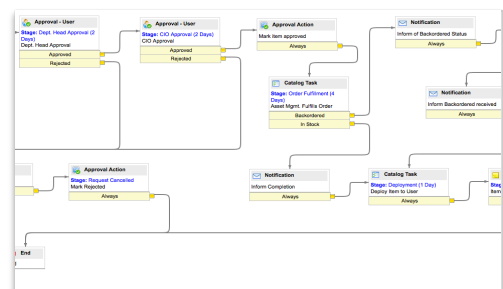 Approval - User
Stage: Dept. Head Approval (2
Days)
Dept. Head Approval
Approved
Rejected
Approval - User
Stage: CIO Approval (2 Days)
CIO Approval
Approved
Rejected
Approval Action
Mark item approved
Always
Notification
Inform of Backordered Status
Always
Catalog Task
Stage: Order Fulfillment (4
Days)
Asset Mgmt. Fulfills Order
Backordered
In Stock
Notification
Inform Backordered received
Always
Approval Action
Stage: Request Cancelled
Mark Rejected
Always
Notification
Inform Completion
Always
Catalog Task
Stage: Deployment (1 Day)
Deploy Item to User
Always
End